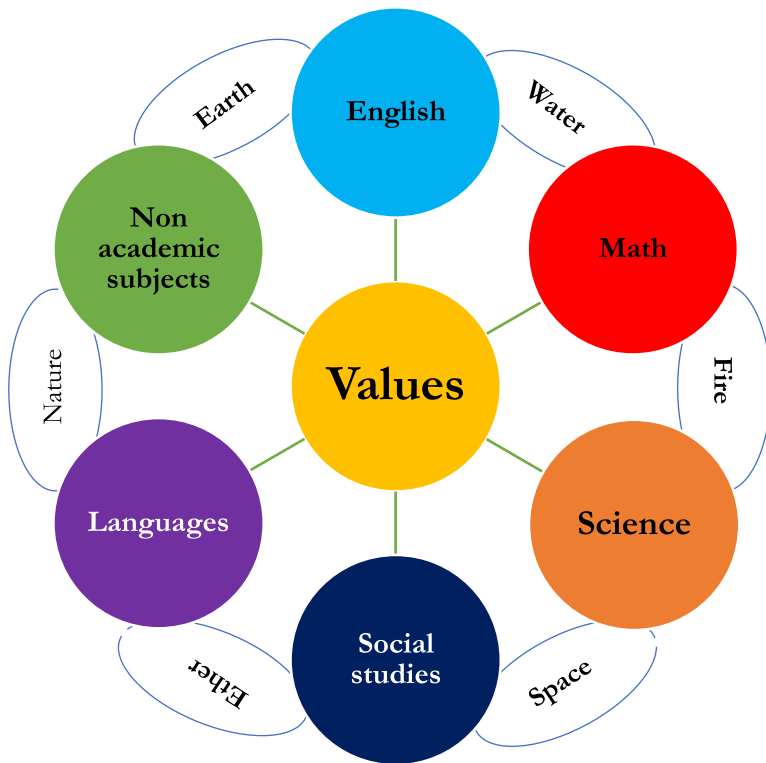 Earth
English
Water
Non
academic
subjects
Math
Nature
Values
Fire
Languages
Science
Ether
Social
studies
Space